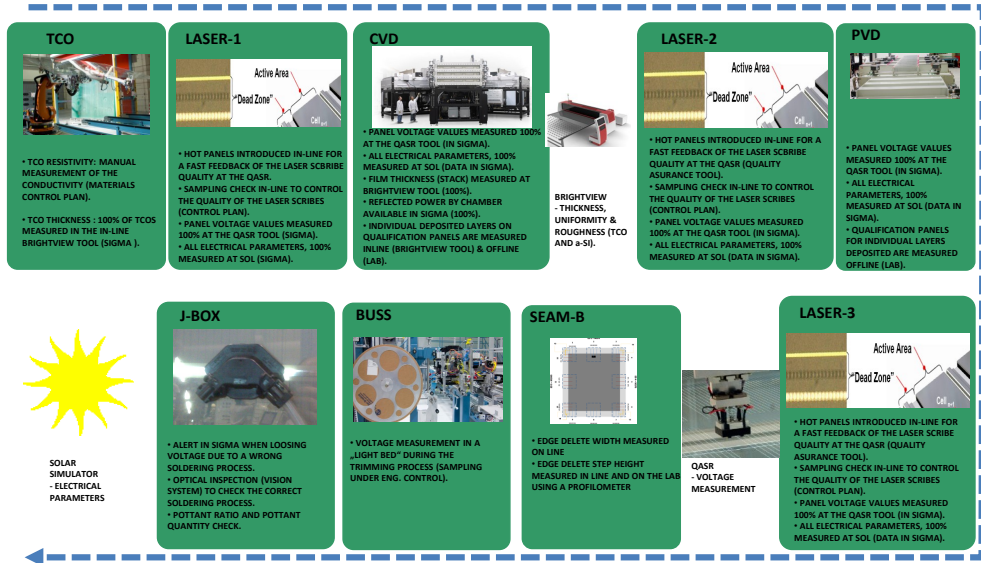 TCO
• TCO RESISTIVITY: MANUAL
MEASUREMENT OF THE
CONDUCTIVITY (MATERIALS
CONTROL PLAN).
• TCO THICKNESS : 100% OF TCOS
MEASURED IN THE IN-LINE
BRIGHTVIEW TOOL (SIGMA ).
LASER-1
Active Area
"Dead Zone"
Cell n+1
• HOT PANELS INTRODUCED IN-LINE FOR
A FAST FEEDBACK OF THE LASER SCBRIBE
QUALITY AT THE QASR.
• SAMPLING CHECK IN-LINE TO CONTROL
THE QUALITY OF THE LASER SCRIBES
(CONTROL PLAN).
• PANEL VOLTAGE VALUES MEASURED
100% AT THE QASR TOOL (SIGMA).
• ALL ELECTRICAL PARAMETERS, 100%
MEASURED AT SOL (SIGMA).
CVD
• PANEL VOLTAGE VALUES MEASURED 100%
AT THE QASR TOOL (IN SIGMA).
• ALL ELECTRICAL PARAMETERS, 100%
MEASURED AT SOL (DATA IN SIGMA).
• FILM THICKNESS (STACK) MEASURED AT
BRIGHTVIEW TOOL (100%).
• REFLECTED POWER BY CHAMBER
AVAILABLE IN SIGMA (100%).
• INDIVIDUAL DEPOSITED LAYERS ON
QUALIFICATION PANELS ARE MEASURED
INLINE (BRIGHTVIEW TOOL) & OFFLINE
(LAB).
BRIGHTVIEW
- THICKNESS,
UNIFORMITY &
ROUGHNESS (TCO
AND a-SI).
LASER-2
Active Area
"Dead Zone"
Cell n+1
• HOT PANELS INTRODUCED IN-LINE FOR A
FAST FEEDBACK OF THE LASER SCBRIBE
QUALITY AT THE QASR (QUALITY
ASURANCE TOOL).
• SAMPLING CHECK IN-LINE TO CONTROL
THE QUALITY OF THE LASER SCRIBES
(CONTROL PLAN).
• PANEL VOLTAGE VALUES MEASURED
100% AT THE QASR TOOL (IN SIGMA).
• ALL ELECTRICAL PARAMETERS, 100%
MEASURED AT SOL (DATA IN SIGMA).
PVD
• PANEL VOLTAGE VALUES
MEASURED 100% AT THE
QASR TOOL (IN SIGMA).
• ALL ELECTRICAL
PARAMETERS, 100%
MEASURED AT SOL (DATA IN
SIGMA).
• QUALIFICATION PANELS
FOR INDIVIDUAL LAYERS
DEPOSITED ARE MEASURED
OFFLINE (LAB).
SOLAR
SIMULATOR
- ELECTRICAL
PARAMETERS
J-BOX
• ALERT IN SIGMA WHEN LOOSING
VOLTAGE DUE TO A WRONG
SOLDERING PROCESS.
• OPTICAL INSPECTION (VISION
SYSTEM) TO CHECK THE CORRECT
SOLDERING PROCESS.
• POTTANT RATIO AND POTTANT
QUANTITY CHECK.
BUSS
• VOLTAGE MEASUREMENT IN A
„LIGHT BED" DURING THE
TRIMMING PROCESS (SAMPLING
UNDER ENG. CONTROL).
SEAM-B
• EDGE DELETE WIDTH MEASURED
ON LINE
• EDGE DELETE STEP HEIGHT
MEASURED IN LINE AND ON THE LAB
USING A PROFILOMETER
QASR
- VOLTAGE
MEASUREMENT
LASER-3
Active Area
"Dead Zone"
Cell n+1
• HOT PANELS INTRODUCED IN-LINE FOR
A FAST FEEDBACK OF THE LASER SCRIBE
QUALITY AT THE QASR (QUALITY
ASURANCE TOOL).
• SAMPLING CHECK IN-LINE TO CONTROL
THE QUALITY OF THE LASER SCRIBES
(CONTROL PLAN).
• PANEL VOLTAGE VALUES MEASURED
100% AT THE QASR TOOL (IN SIGMA).
• ALL ELECTRICAL PARAMETERS, 100%
MEASURED AT SOL (DATA IN SIGMA).